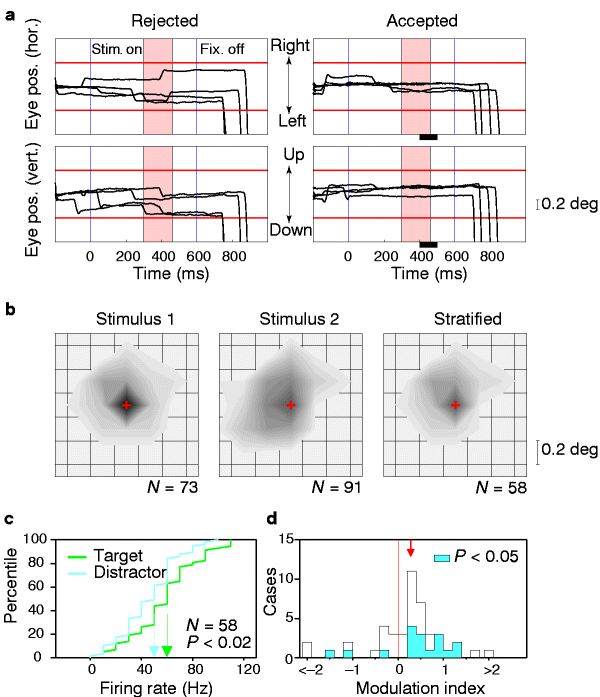 a
Rejected
Accepted
Eye pos. (hor.)
Stim. on
Fix. off
Right
Left
Eye pos. (vert.)
Up
Down
0.2 deg
0 200 400 600 800
0 200 400 600 800
Time (ms)
Time (ms)
b
Stimulus 1
Stimulus 2
Stratified
0.2 deg
N = 73
N = 91
N = 58
c
Percentile
100
80
60
40
20
0
Target
Distractor
N = 58
P < 0.02
0 40 80 120
Firing rate (Hz)
d
Cases
15
10
5
0
P < 0.05
<–2 –1 0 1 >2
Modulation index